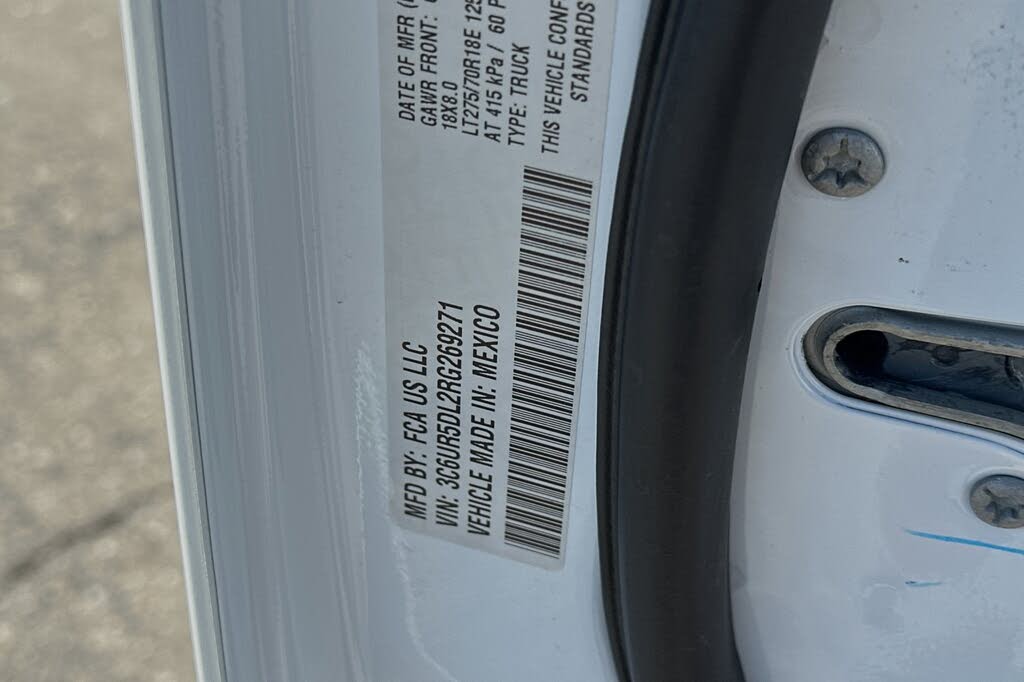 MFD BY: FCA US LLC
VIN: 3C6UR5DL2RG269271
VEHICLE MADE IN: MEXICO
DATE OF MFR
GAWR FRONT:
18X8.0
LT275/70R18E
AT 415 kPa / 60
TYPE: TRUCK
THIS VEHICLE
STANDARDS